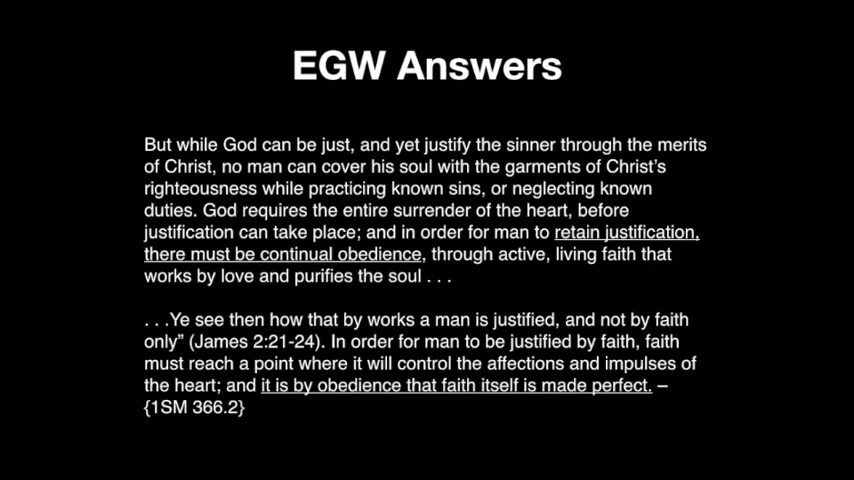 EGW Answers
But while God can be just, and yet justify the sinner through the merits
of Christ, no man can cover his soul with the garments of Christ's
righteousness while practicing known sins, or neglecting known
duties. God requires the entire surrender of the heart, before
justification can take place; and in order for man to retain justification,
there must be continual obedience, through active, living faith that
works by love and purifies the soul . . .
. . .Ye see then how that by works a man is justified, and not by faith
only” (James 2:21-24). In order for man to be justified by faith, faith
must reach a point where it will control the affections and impulses of
the heart; and it is by obedience that faith itself is made perfect. –
{1SM 366.2}